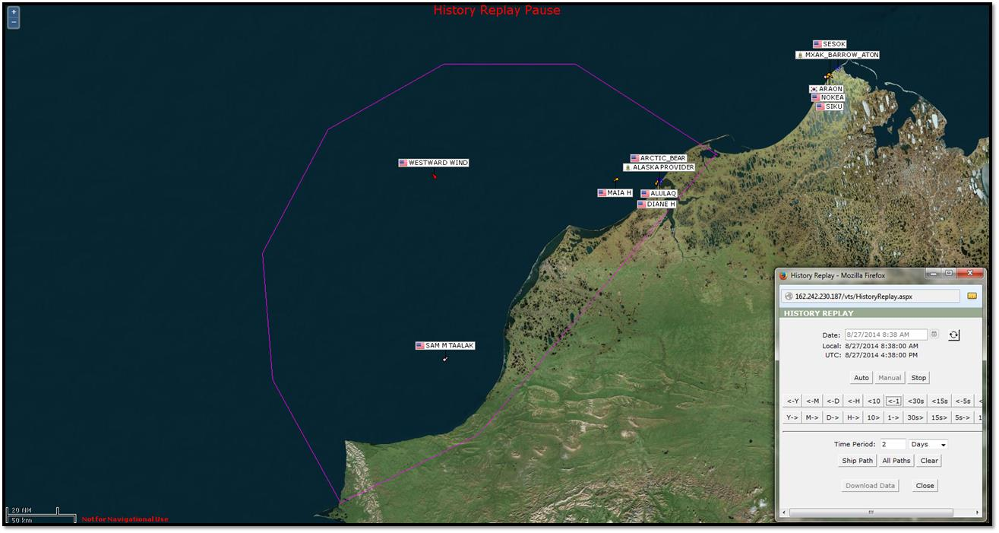 +
−
History Replay Pause
SESOK
MXAK_BARROW_ATON
ARAON
NOKEA
SIKU
ARCTIC_BEAR
ALASKA PROVIDER
WESTWARD WIND
MAIA H
ALULAQ
DIANE H
SAM M TAALAK
20 NM
50 km
Not for Navigational Use
History Replay - Mozilla Firefox
162.242.230.187/vts/HistoryReplay.aspx
HISTORY REPLAY
Date: 8/27/2014 8:38 AM
Local: 8/27/2014 8:38:00 AM
UTC: 8/27/2014 4:38:00 PM
Auto Manual Stop
<-Y <-M <-D <-H <10 <-1 <30s <15s <-5s <
Y-> M-> D-> H-> 10> 1-> 30s> 15s> 5s-> 1
Time Period: 2 Days
Ship Path All Paths Clear
Download Data Close